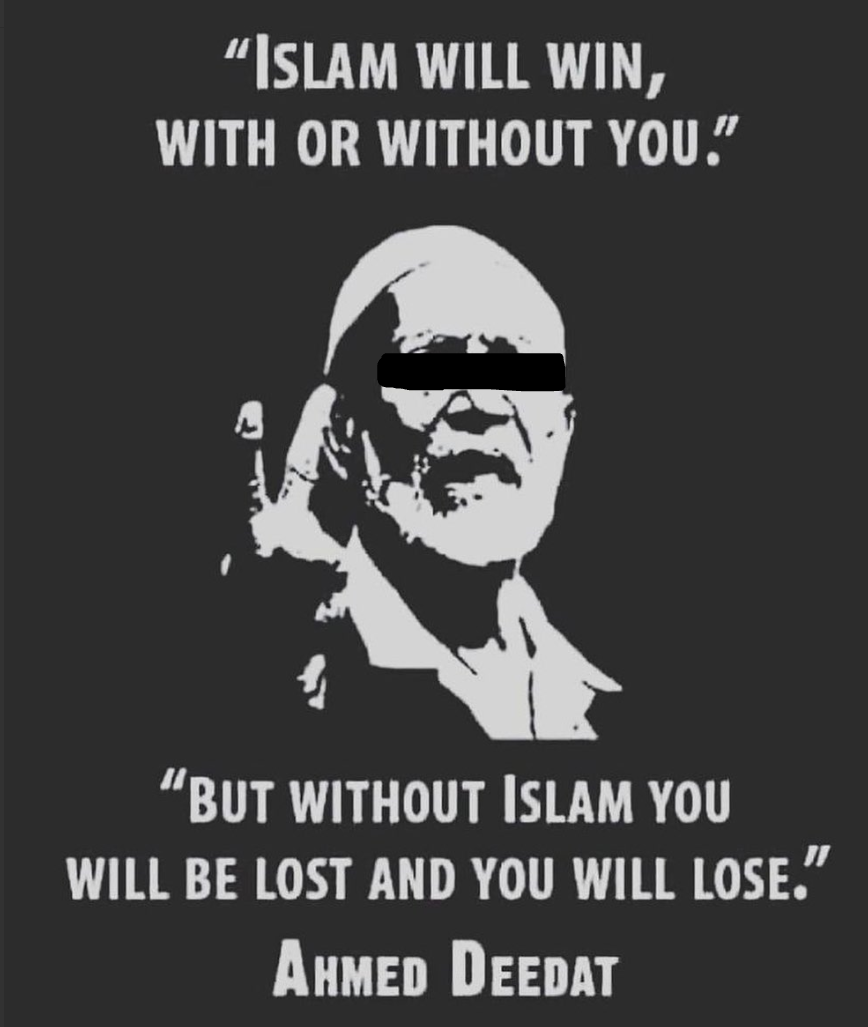 “ISLAM WILL WIN,
WITH OR WITHOUT YOU.”
“BUT WITHOUT ISLAM YOU
WILL BE LOST AND YOU WILL LOSE.”
AHMED DEEDAT